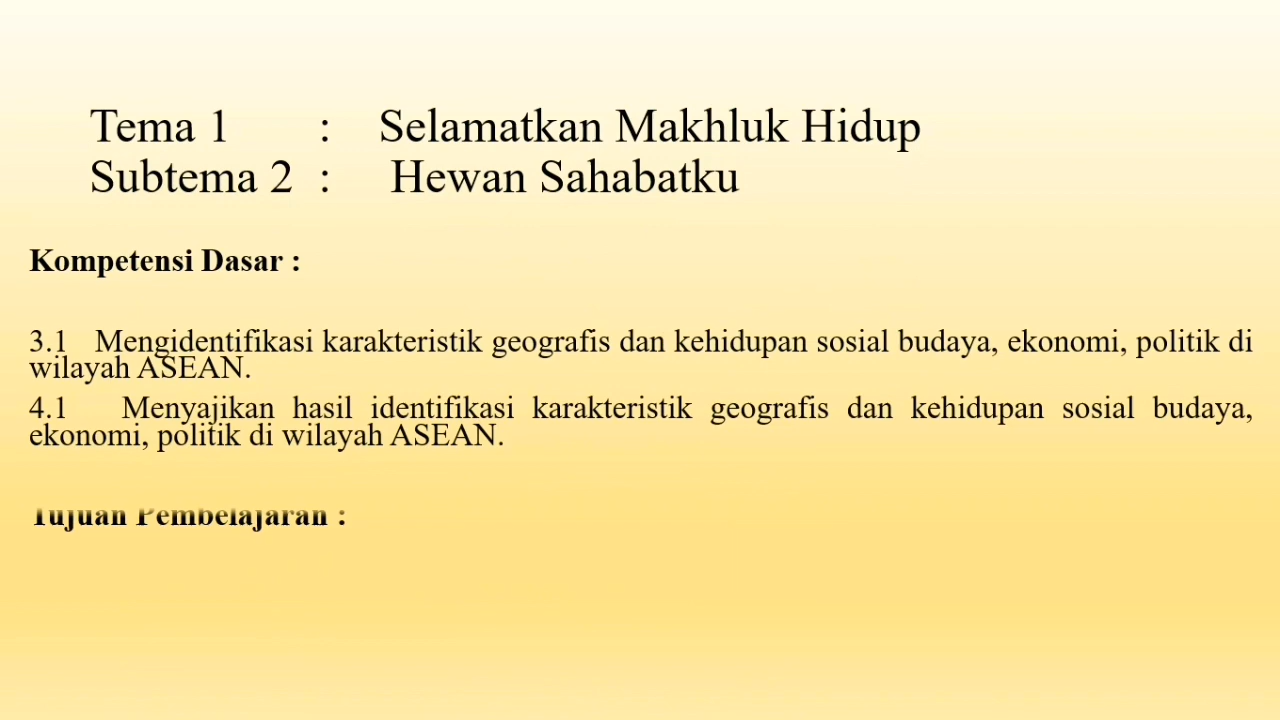 Tema 1 : Selamatkan Makhluk Hidup
Subtema 2 : Hewan Sahabatku
Kompetensi Dasar :
3.1 Mengidentifikasi karakteristik geografis dan kehidupan sosial budaya, ekonomi, politik di
wilayah ASEAN.
4.1 Menyajikan hasil identifikasi karakteristik geografis dan kehidupan sosial budaya,
ekonomi, politik di wilayah ASEAN.
Tujuan Pembelajaran :